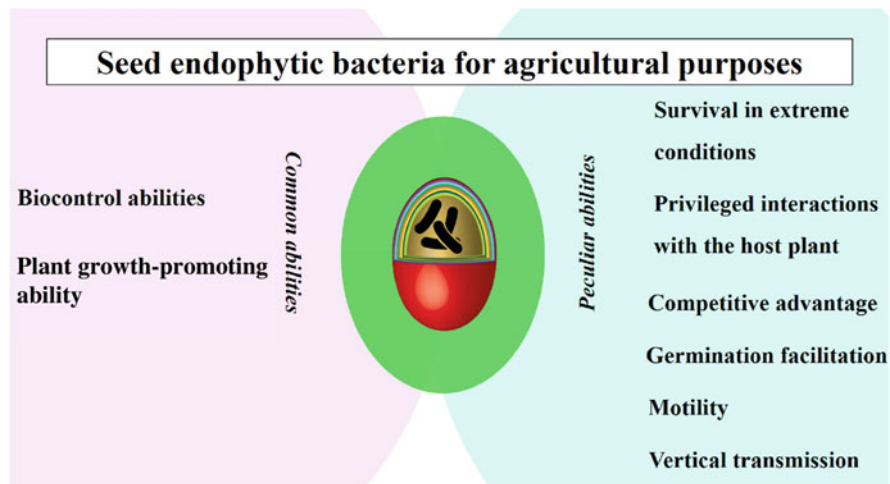 Seed endophytic bacteria for agricultural purposes
Common abilities
Biocontrol abilities
Plant growth-promoting
ability
Peculiar abilities
Survival in extreme
conditions
Privileged interactions
with the host plant
Competitive advantage
Germination facilitation
Motility
Vertical transmission